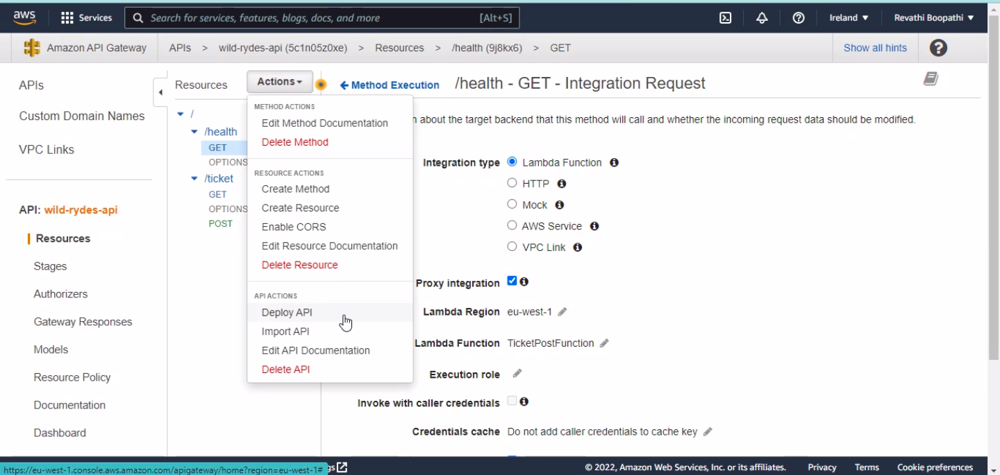 aws
Services
Search for services, features, blogs, docs, and more
[Alt+S]
Ireland
Revathi Boopathi
Amazon API Gateway
APIs > wild-rydes-api (5c1n05z0xe) > Resources > /health (9j8kx6) > GET
Show all hints
APIs
Custom Domain Names
VPC Links
API: wild-rydes-api
Resources
Stages
Authorizers
Gateway Responses
Models
Resource Policy
Documentation
Dashboard
Resources
Actions
/
/health
GET
OPTIONS
/ticket
GET
OPTIONS
POST
METHOD ACTIONS
Edit Method Documentation
Delete Method
RESOURCE ACTIONS
Create Method
Create Resource
Enable CORS
Edit Resource Documentation
Delete Resource
API ACTIONS
Deploy API
Import API
Edit API Documentation
Delete API
Method Execution
/health - GET - Integration Request
about the target backend that this method will call and whether the incoming request data should be modified.
Integration type
Lambda Function
HTTP
Mock
AWS Service
VPC Link
Proxy integration
Lambda Region eu-west-1
Lambda Function TicketPostFunction
Execution role
Invoke with caller credentials
Credentials cache Do not add caller credentials to cache key
https://eu-west-1.console.aws.amazon.com/apigateway/home?region=eu-west-1#
© 2022, Amazon Web Services, Inc. or its affiliates.
Privacy
Terms
Cookie preferences